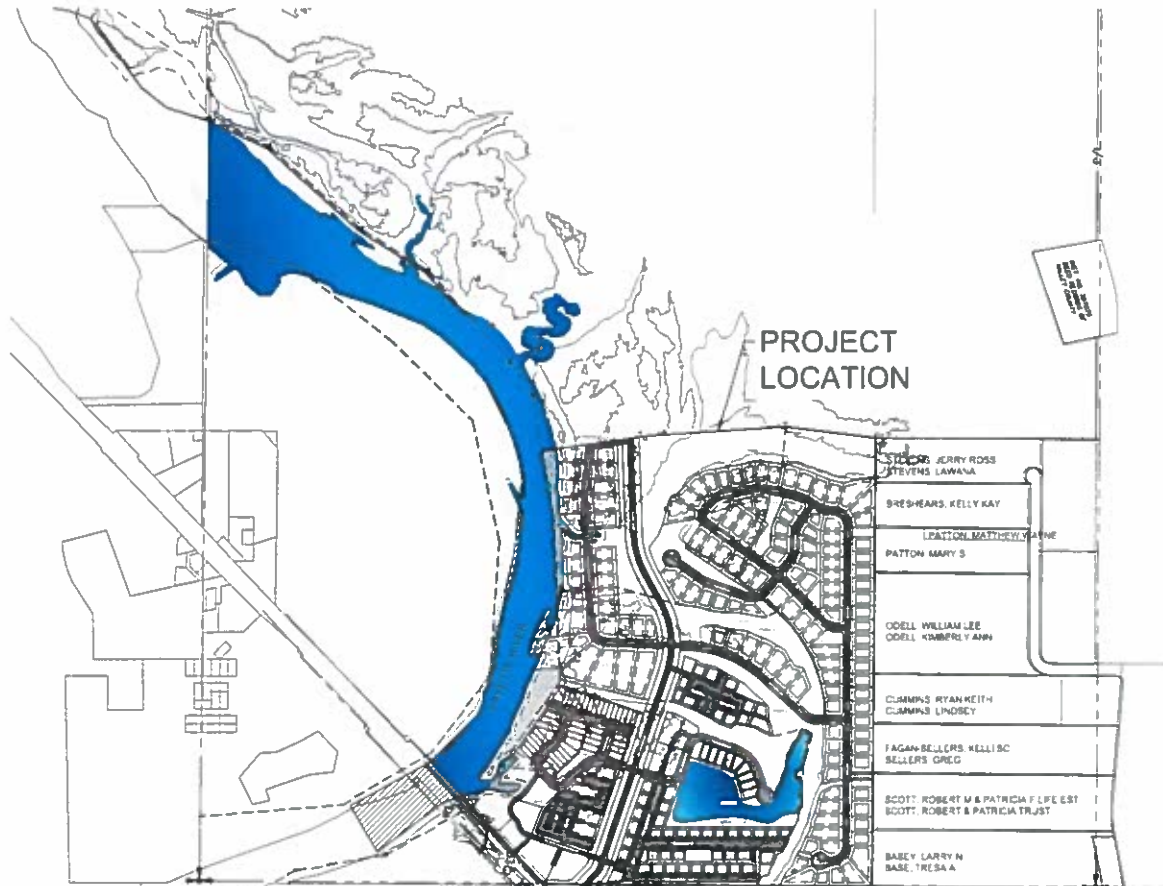 PROJECT
LOCATION
JERRY ROSS
STEVENS LAWANA
BRESHEARS, KELLY KAY
PATTON, MATTHEW WAYNE
PATTON MARY S
ODELL WILLIAM LEE
ODELL KIMBERLY ANN
CUMMINS RYAN KEITH
CUMMINS LINDSEY
FAGAN-SELLERS, KELLI SC
SELLERS GREG
SCOTT, ROBERT M & PATRICIA F LIFE EST
SCOTT, ROBERT & PATRICIA TRUST
BASEY LARRY N
BASE, TRESA A